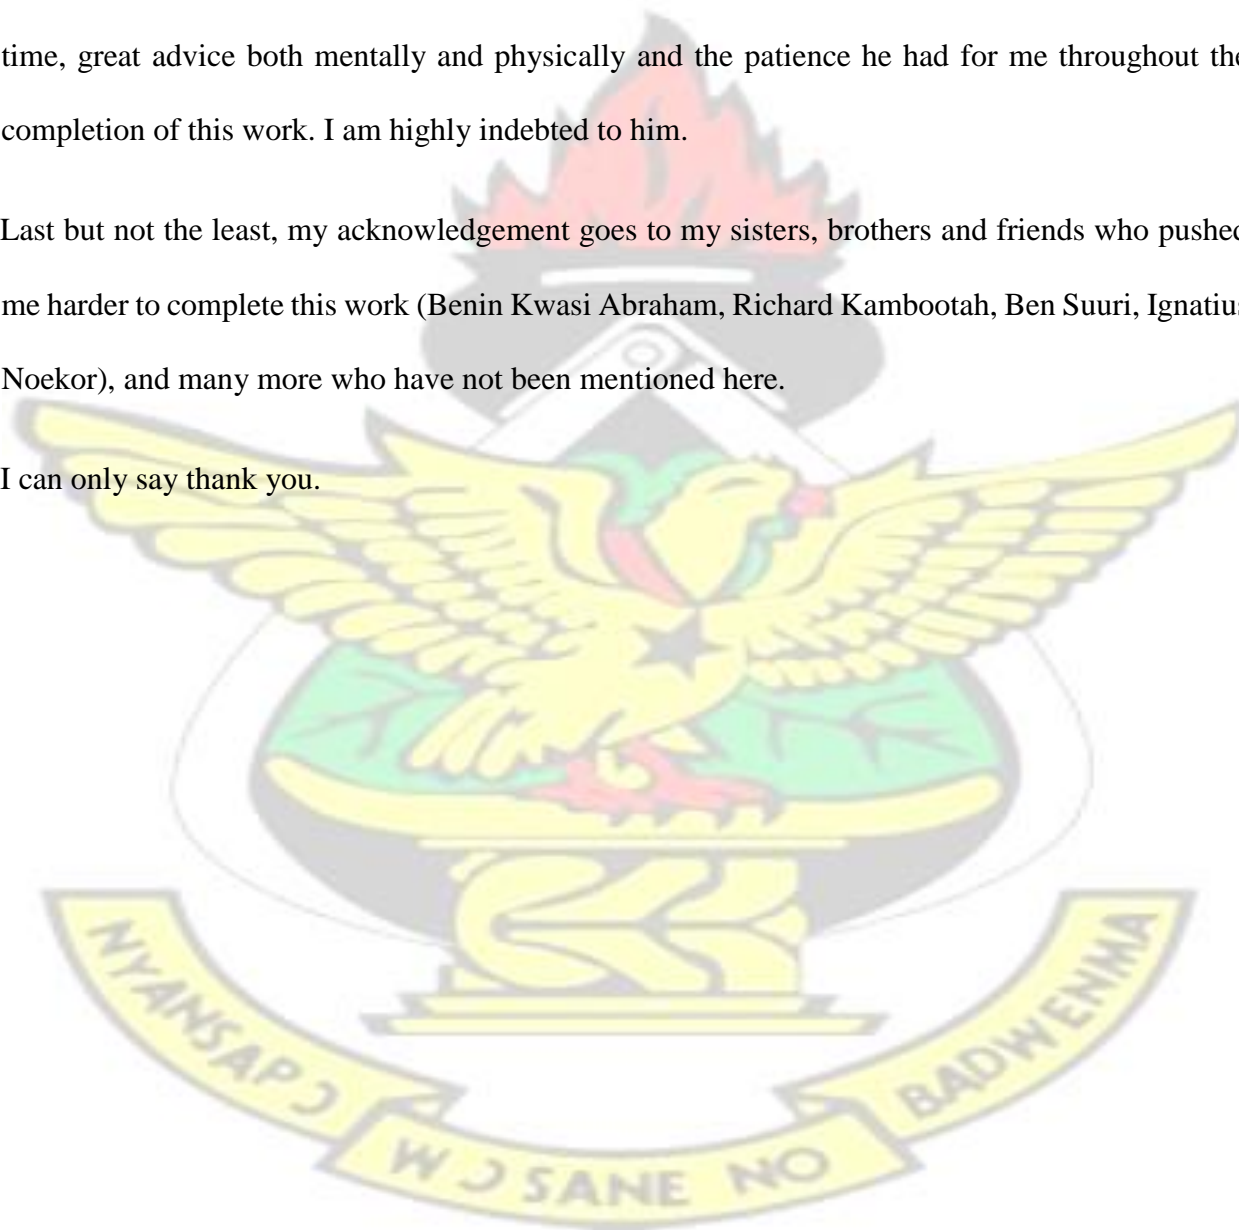 time, great advice both mentally and physically and the patience he had for me throughout the
completion of this work. I am highly indebted to him.
Last but not the least, my acknowledgement goes to my sisters, brothers and friends who pushed
me harder to complete this work (Benin Kwasi Abraham, Richard Kambootah, Ben Suuri, Ignatius
Noekor), and many more who have not been mentioned here.
I can only say thank you.
NYANSAPƆ WƆSANE NO BADWENMA